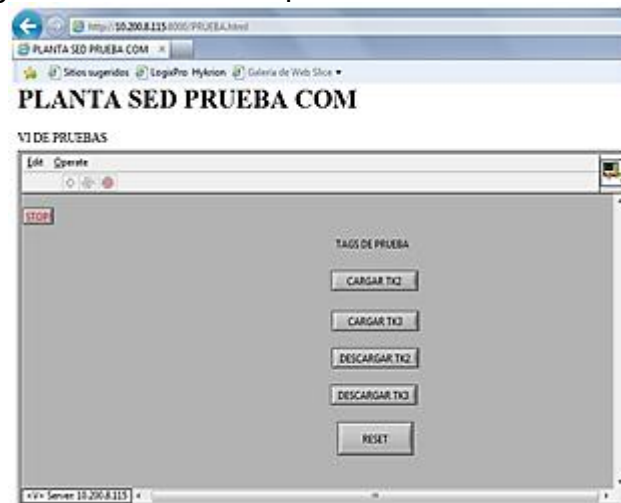 http://10.200.8.115:8000/PRUEBA.html
PLANTA SED PRUEBA COM
Sitios sugeridos LogixPro Hyknion Galería de Web Slice
PLANTA SED PRUEBA COM
VI DE PRUEBAS
Edit Operate
STOP
TAGS DE PRUEBA
CARGAR TK2
CARGAR TK3
DESCARGAR TK2
DESCARGAR TK3
RESET
Server 10.200.8.115